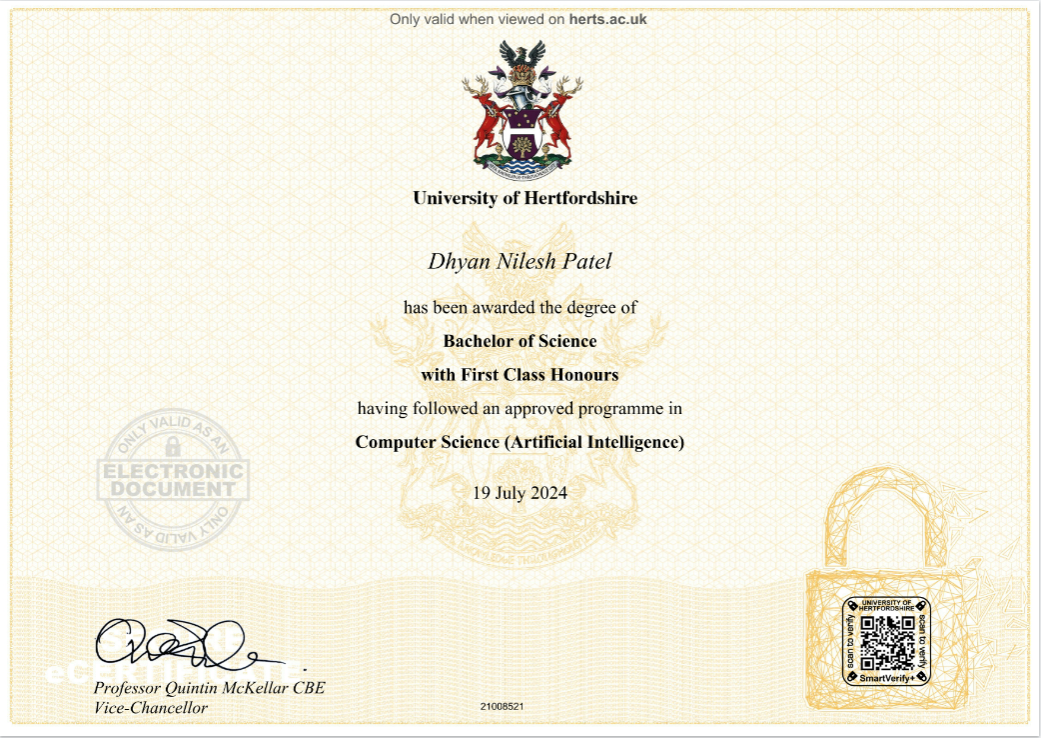 Only valid when viewed on herts.ac.uk
University of Hertfordshire
Dhyan Nilesh Patel
has been awarded the degree of
Bachelor of Science
with First Class Honours
having followed an approved programme in
Computer Science (Artificial Intelligence)
19 July 2024
ONLY VALID AS AN
ELECTRONIC
DOCUMENT
ONLY VALID AS AN
eCERTIFICATE
Professor Quintin McKellar CBE
Vice-Chancellor
21008521
UNIVERSITY OF
HERTFORDSHIRE
scan to verify
scan to verify
SmartVerify+